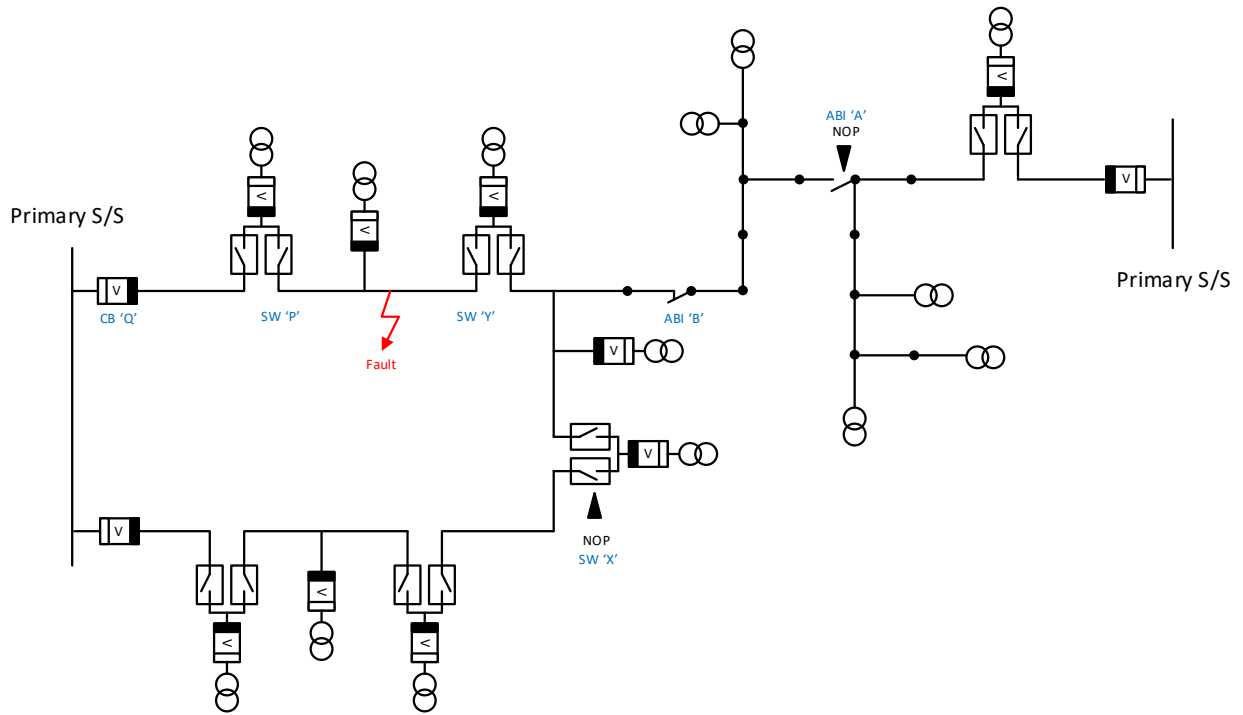 ABI ‘A’
NOP
V
V
Primary S/S
V
V
V
V
Primary S/S
CB ‘Q’
SW ‘P’
SW ‘Y’
ABI ‘B’
Fault
V
V
V
NOP
SW ‘X’
V
V
V